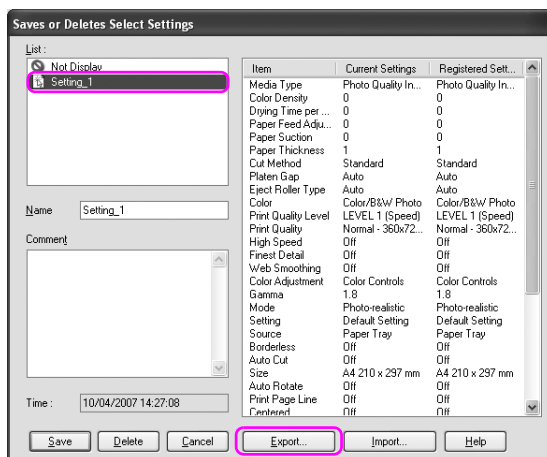 Saves or Deletes Select Settings
List :
Not Display
Setting_1
Name Setting_1
Comment
Time : 10/04/2007 14:27:08
Item Current Settings Registered Sett...
Media Type Photo Quality In... Photo Quality In...
Color Density 0 0
Drying Time per ... 0 0
Paper Feed Adju... 0 0
Paper Suction 0 0
Paper Thickness 1 1
Cut Method Standard Standard
Platen Gap Auto Auto
Eject Roller Type Auto Auto
Color Color/B&W Photo Color/B&W Photo
Print Quality Level LEVEL 1 (Speed) LEVEL 1 (Speed)
Print Quality Normal - 360x72... Normal - 360x72...
High Speed Off Off
Finest Detail Off Off
Web Smoothing Off Off
Color Adjustment Color Controls Color Controls
Gamma 1.8 1.8
Mode Photo-realistic Photo-realistic
Setting Default Setting Default Setting
Source Paper Tray Paper Tray
Borderless Off Off
Auto Cut Off Off
Size A4 210 x 297 mm A4 210 x 297 mm
Auto Rotate Off Off
Print Page Line Off Off
Centered Off Off
Save Delete Cancel Export... Import... Help